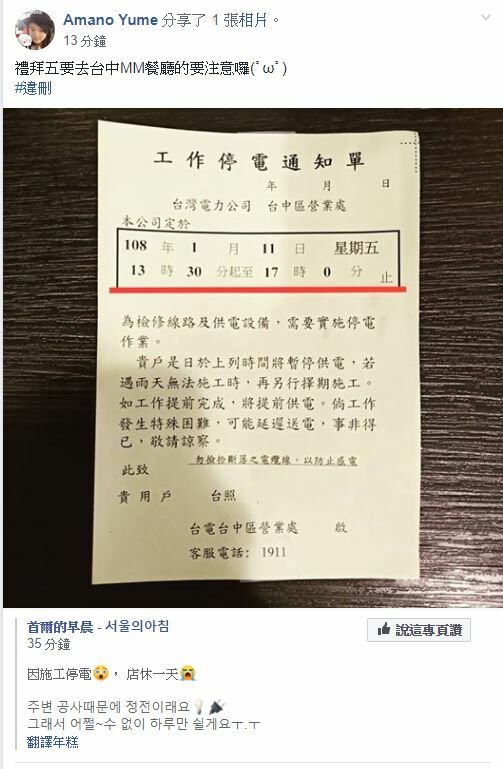 Amano Yume 分享了 1 張相片。
13 分鐘
禮拜五要去台中MM餐廳的要注意囉(ﾟωﾟ)
#違刪
工作停電通知單
年 月 日
台灣電力公司 台中區營業處
本公司定於
108 年 1 月 11 日 星期五
13 時 30 分起至 17 時 0 分 止
為檢修線路及供電設備，需要實施停電
作業。
貴戶是日於上列時間將暫停供電，若
遇雨天無法施工時，再另行擇期施工。
如工作提前完成，將提前供電。倘工作
發生特殊困難，可能延遲送電，事非得
已，敬請諒察。
勿撿拾斷落之電纜線，以防止感電
此致
貴用戶 台照
台電台中區營業處 啟
客服電話: 1911
首爾的早晨 - 서울의아침
說這專頁讚
35 分鐘
因施工停電😧， 店休一天😭
주변 공사때문에 정전이래요💡🔌
그래서 어쩔~수 없이 하루만 쉴게요ㅜ.ㅜ
翻譯年糕